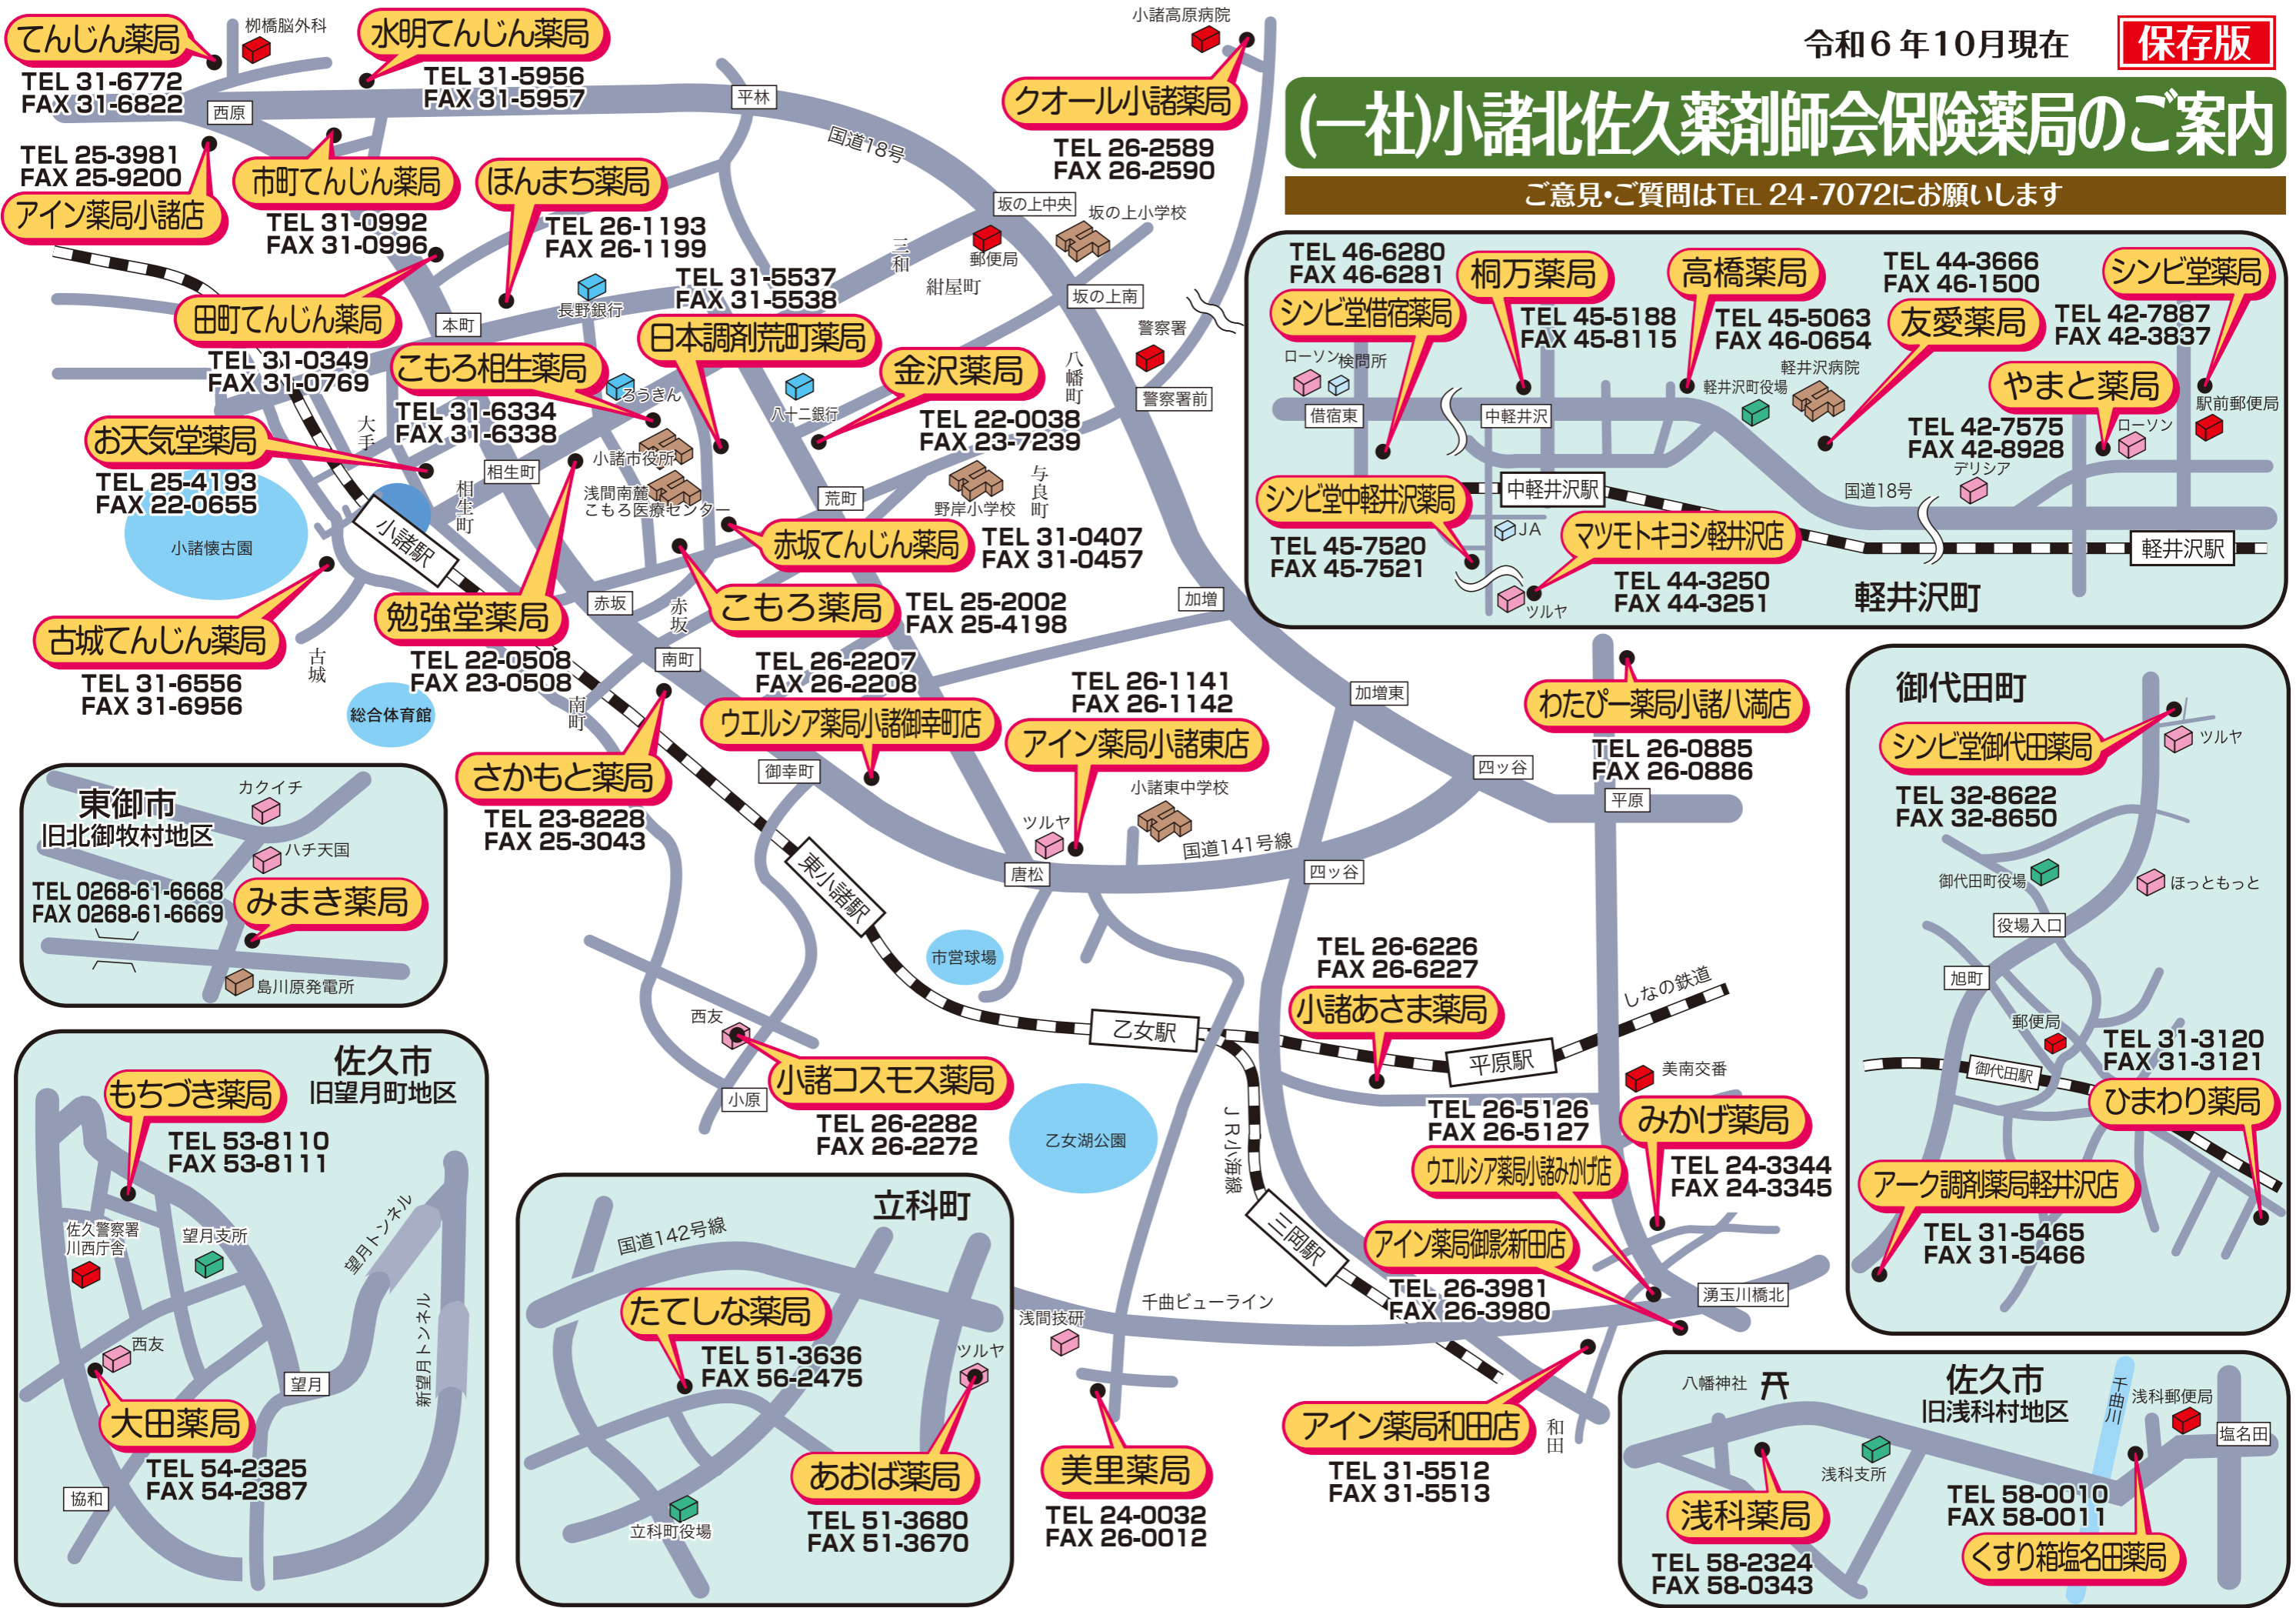 令和6年10月現在
保存版
(一社)小諸北佐久薬剤師会保険薬局のご案内
ご意見・ご質問はTEL 24-7072にお願いします
てんじん薬局
TEL 31-6772
FAX 31-6822
栁橋脳外科
水明てんじん薬局
TEL 31-5956
FAX 31-5957
西原
平林
国道18号
小諸高原病院
クオール小諸薬局
TEL 26-2589
FAX 26-2590
TEL 25-3981
FAX 25-9200
アイン薬局小諸店
市町てんじん薬局
TEL 31-0992
FAX 31-0996
ほんまち薬局
TEL 26-1193
FAX 26-1199
長野銀行
三和
紺屋町
坂の上中央
郵便局
坂の上小学校
坂の上南
警察署
警察署前
八幡町
田町てんじん薬局
TEL 31-0349
FAX 31-0769
本町
TEL 31-5537
FAX 31-5538
日本調剤荒町薬局
こもろ相生薬局
TEL 31-6334
FAX 31-6338
ろうきん
八十二銀行
金沢薬局
TEL 22-0038
FAX 23-7239
お天気堂薬局
TEL 25-4193
FAX 22-0655
大手
相生町
相生町
小諸市役所
浅間南麓
こもろ医療センター
荒町
野岸小学校
与良町
小諸懐古園
小諸駅
赤坂てんじん薬局
TEL 31-0407
FAX 31-0457
こもろ薬局
TEL 25-2002
FAX 25-4198
加増
古城てんじん薬局
TEL 31-6556
FAX 31-6956
古城
勉強堂薬局
TEL 22-0508
FAX 23-0508
赤坂
赤坂
南町
南町
総合体育館
さかもと薬局
TEL 23-8228
FAX 25-3043
TEL 26-2207
FAX 26-2208
ウエルシア薬局小諸御幸町店
御幸町
TEL 26-1141
FAX 26-1142
アイン薬局小諸東店
ツルヤ
小諸東中学校
唐松
国道141号線
加増東
四ッ谷
四ッ谷
わたぴー薬局小諸八満店
TEL 26-0885
FAX 26-0886
平原
東小諸駅
市営球場
乙女駅
西友
小諸コスモス薬局
TEL 26-2282
FAX 26-2272
小原
乙女湖公園
TEL 26-6226
FAX 26-6227
小諸あさま薬局
しなの鉄道
平原駅
美南交番
TEL 26-5126
FAX 26-5127
ウエルシア薬局小諸みかげ店
みかげ薬局
TEL 24-3344
FAX 24-3345
JR小海線
三岡駅
アイン薬局御影新田店
TEL 26-3981
FAX 26-3980
湧玉川橋北
千曲ビューライン
浅間技研
美里薬局
TEL 24-0032
FAX 26-0012
アイン薬局和田店
TEL 31-5512
FAX 31-5513
和田
TEL 46-6280
FAX 46-6281
シンビ堂借宿薬局
ローソン
検問所
借宿東
桐万薬局
TEL 45-5188
FAX 45-8115
中軽井沢
高橋薬局
TEL 45-5063
FAX 46-0654
軽井沢町役場
軽井沢病院
TEL 44-3666
FAX 46-1500
友愛薬局
シンビ堂薬局
TEL 42-7887
FAX 42-3837
やまと薬局
TEL 42-7575
FAX 42-8928
駅前郵便局
ローソン
デリシア
シンビ堂中軽井沢薬局
TEL 45-7520
FAX 45-7521
中軽井沢駅
国道18号
JA
マツモトキヨシ軽井沢店
TEL 44-3250
FAX 44-3251
ツルヤ
軽井沢駅
軽井沢町
御代田町
シンビ堂御代田薬局
TEL 32-8622
FAX 32-8650
ツルヤ
御代田町役場
ほっともっと
役場入口
旭町
郵便局
御代田駅
TEL 31-3120
FAX 31-3121
ひまわり薬局
アーク調剤薬局軽井沢店
TEL 31-5465
FAX 31-5466
東御市
旧北御牧村地区
カクイチ
ハチ天国
TEL 0268-61-6668
FAX 0268-61-6669
みまき薬局
島川原発電所
佐久市
旧望月町地区
もちづき薬局
TEL 53-8110
FAX 53-8111
佐久警察署
川西庁舎
望月支所
望月トンネル
新望月トンネル
西友
望月
大田薬局
TEL 54-2325
FAX 54-2387
協和
立科町
国道142号線
たてしな薬局
TEL 51-3636
FAX 56-2475
ツルヤ
あおば薬局
TEL 51-3680
FAX 51-3670
立科町役場
佐久市
旧浅科村地区
八幡神社
千曲川
浅科郵便局
塩名田
浅科支所
浅科薬局
TEL 58-2324
FAX 58-0343
TEL 58-0010
FAX 58-0011
くすり箱塩名田薬局